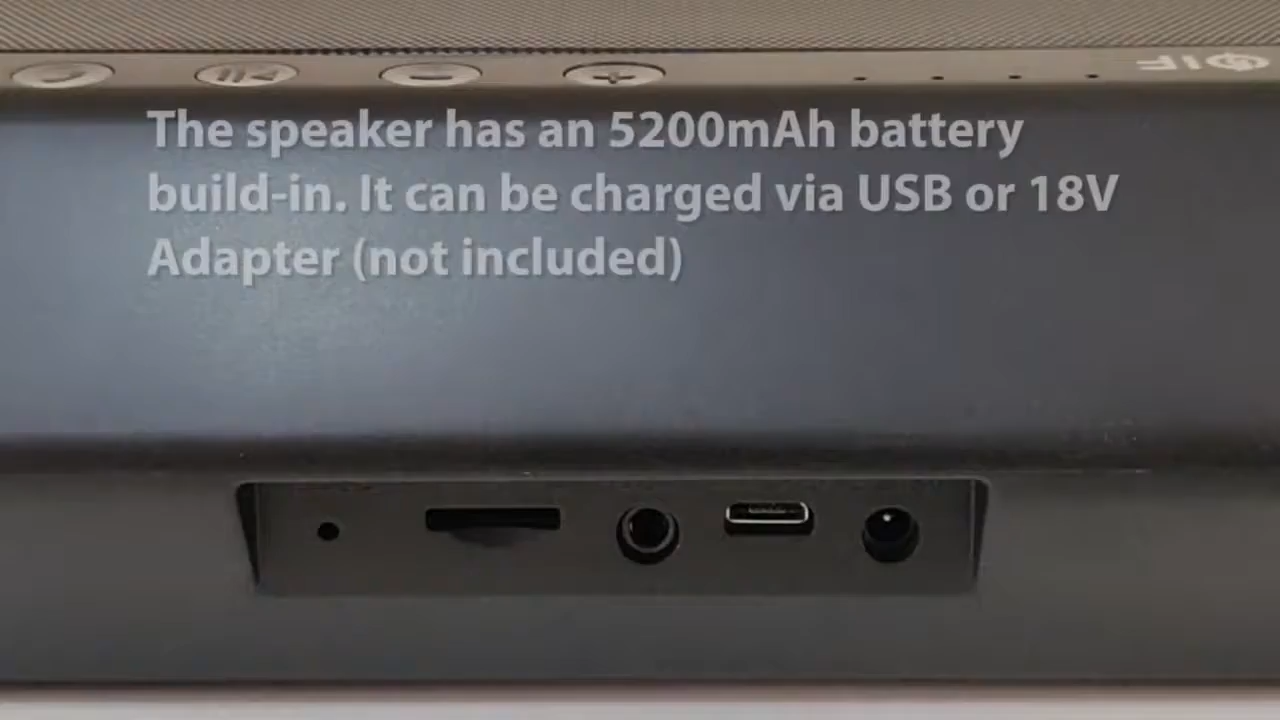 The speaker has an 5200mAh battery
build-in. It can be charged via USB or 18V
Adapter (not included)